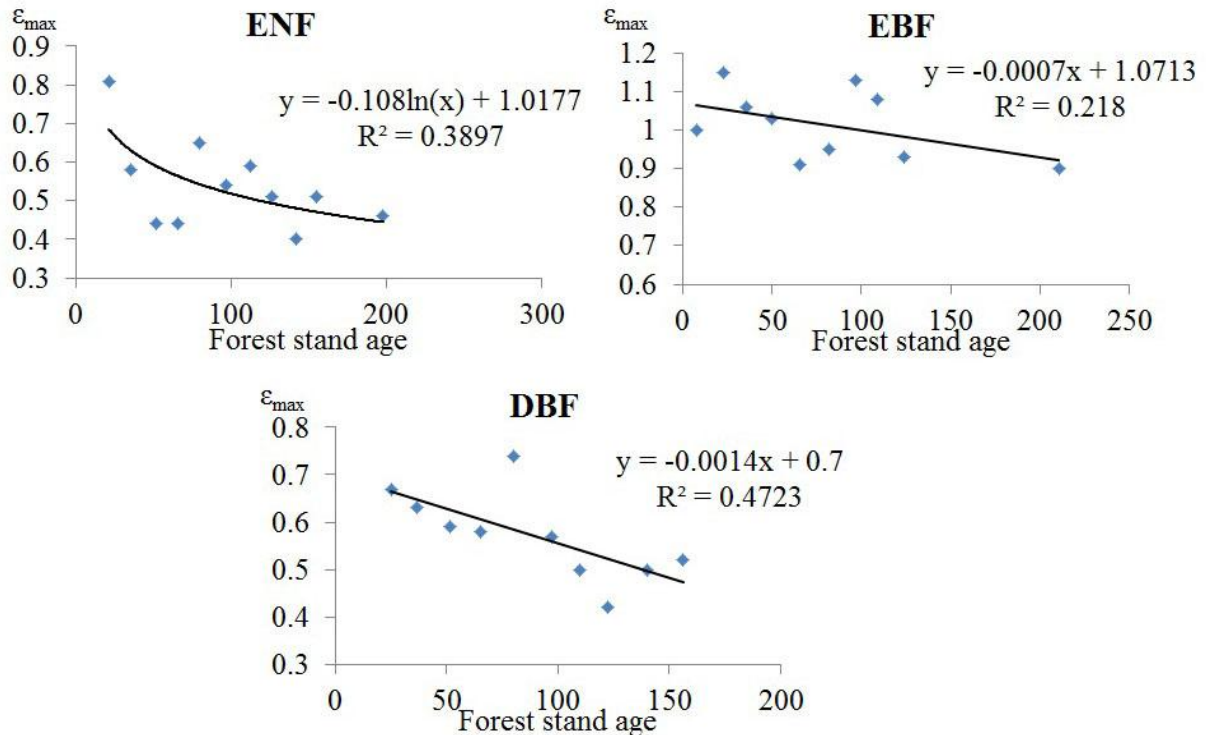 ENF
εmax
0.9
0.8
0.7
0.6
0.5
0.4
0.3
y = -0.108ln(x) + 1.0177
R² = 0.3897
0 100 200 300
Forest stand age
EBF
εmax
1.2
1.1
1
0.9
0.8
0.7
0.6
y = -0.0007x + 1.0713
R² = 0.218
0 50 100 150 200 250
Forest stand age
DBF
εmax
0.8
0.7
0.6
0.5
0.4
0.3
y = -0.0014x + 0.7
R² = 0.4723
0 50 100 150 200
Forest stand age